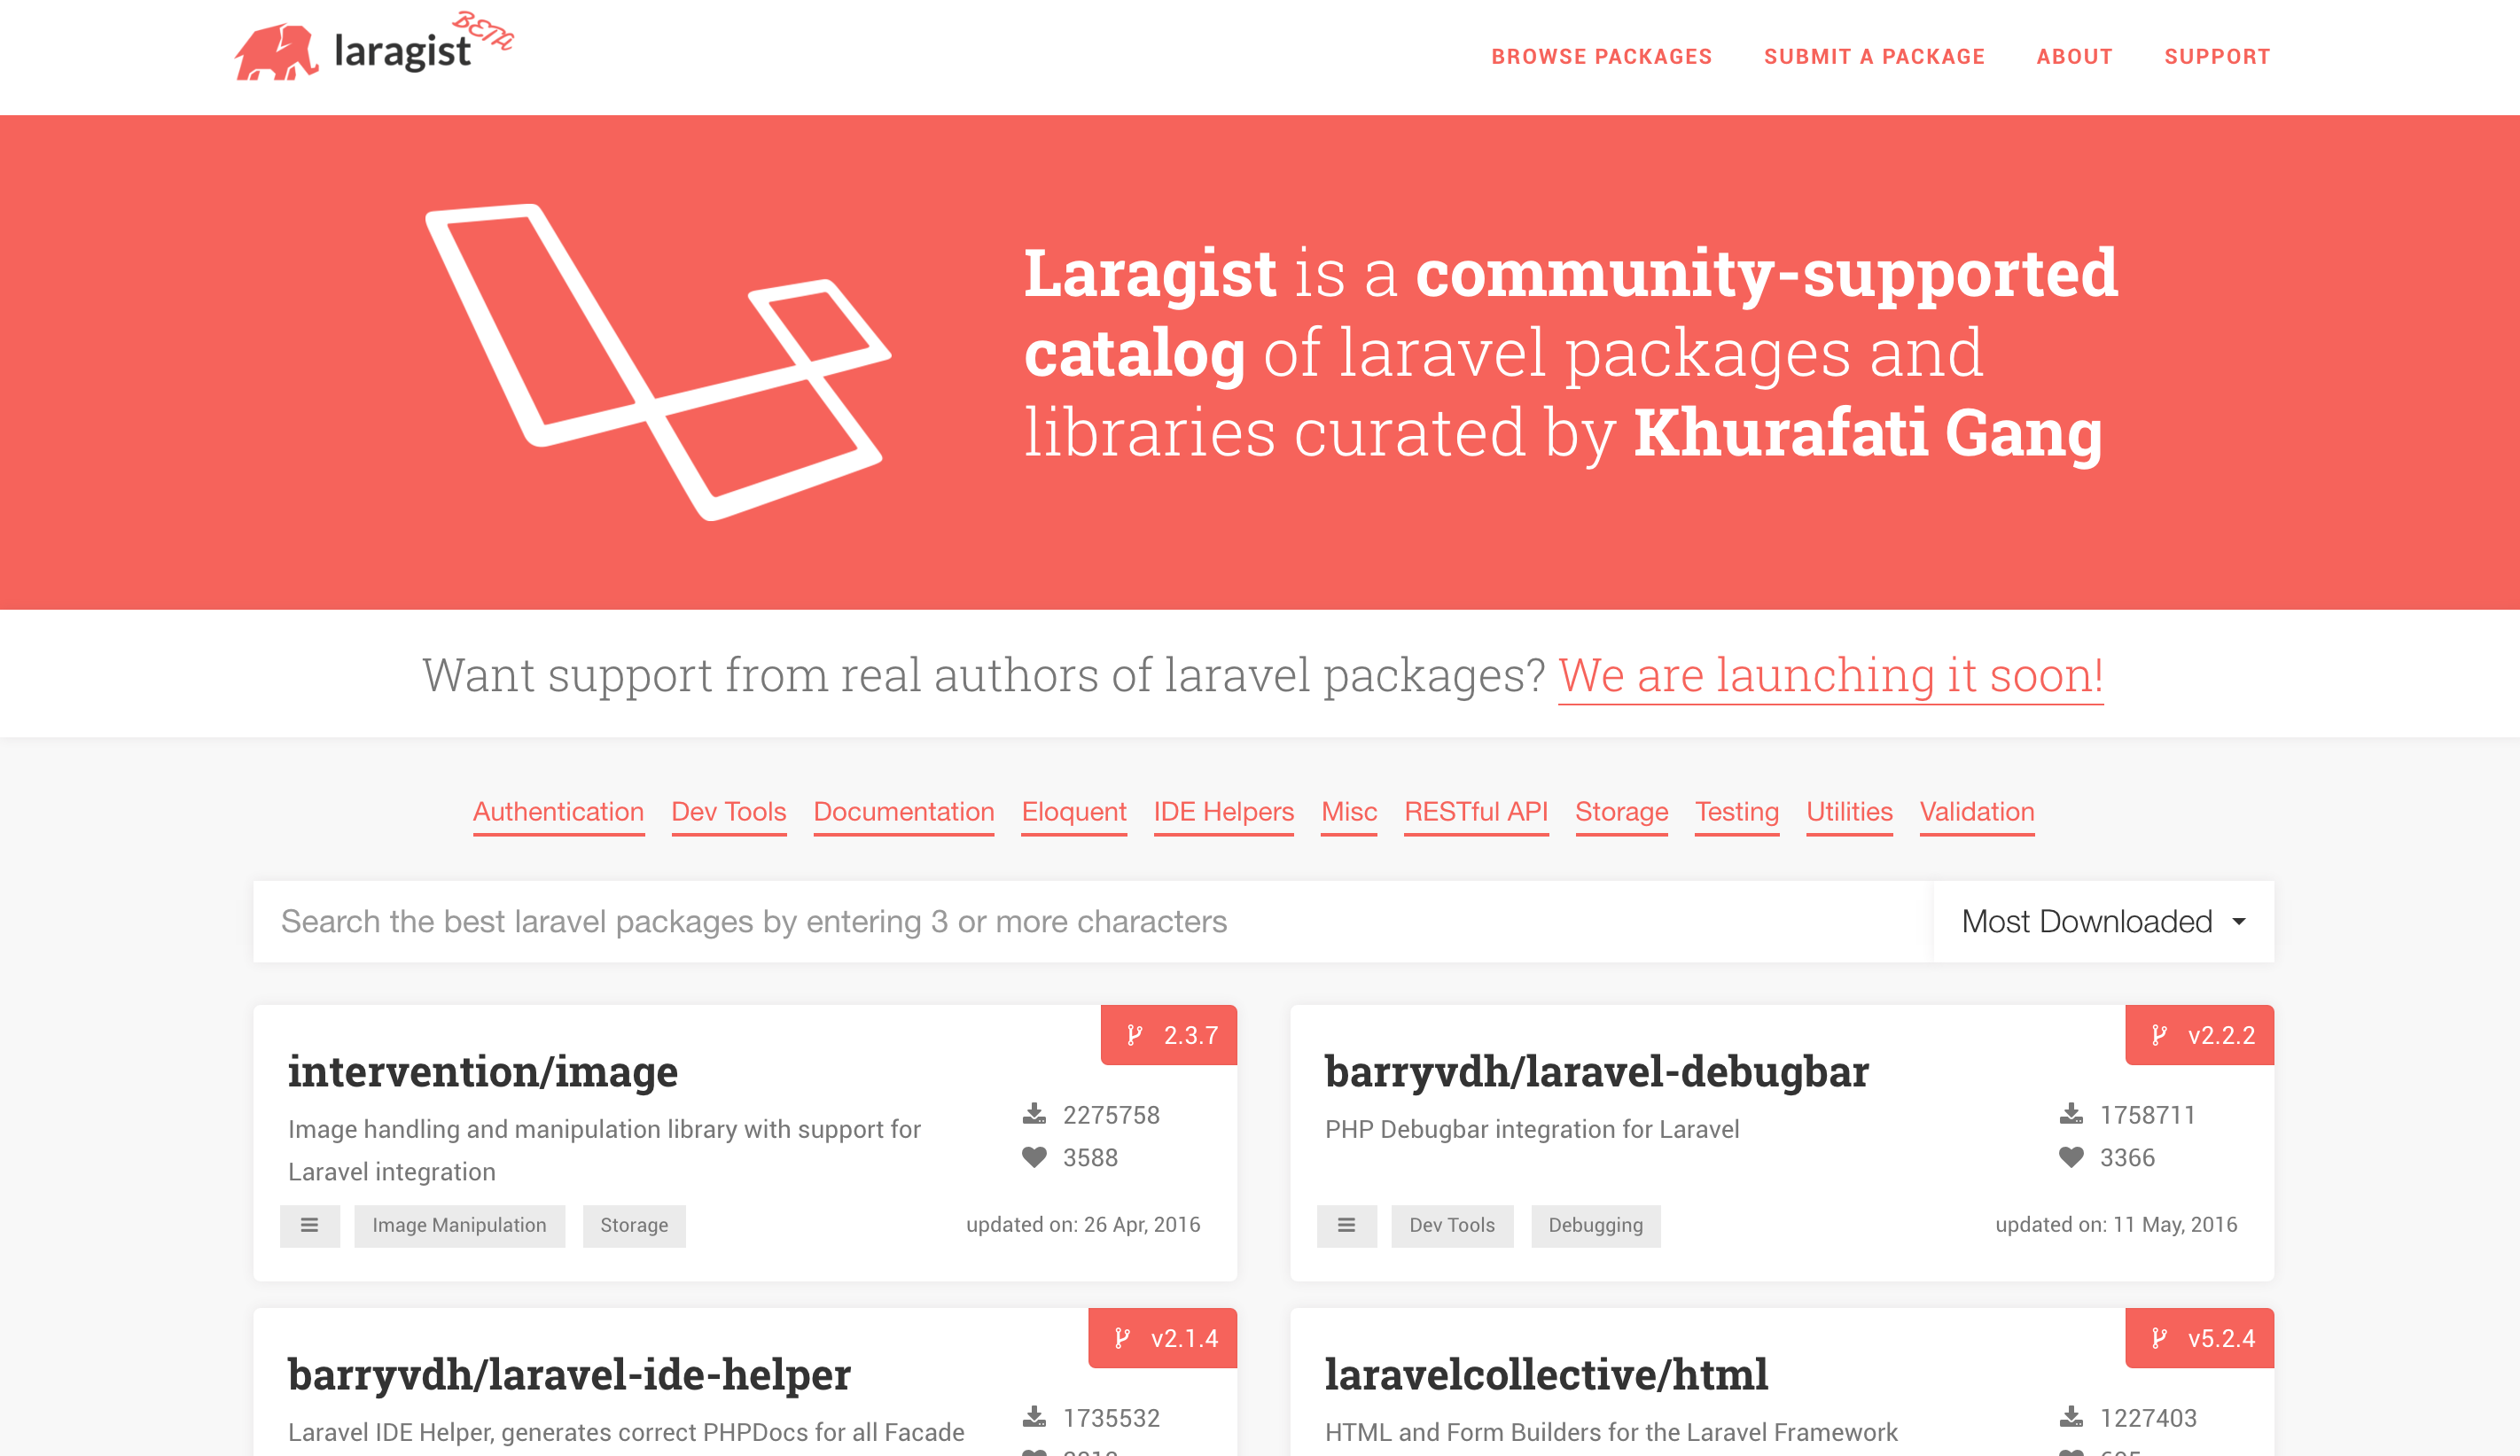 laragist BETA
BROWSE PACKAGES SUBMIT A PACKAGE ABOUT SUPPORT
Laragist is a community-supported
catalog of laravel packages and
libraries curated by Khurafati Gang
Want support from real authors of laravel packages? We are launching it soon!
Authentication Dev Tools Documentation Eloquent IDE Helpers Misc RESTful API Storage Testing Utilities Validation
Search the best laravel packages by entering 3 or more characters
Most Downloaded
2.3.7
intervention/image
Image handling and manipulation library with support for
Laravel integration
2275758
3588
Image Manipulation Storage
updated on: 26 Apr, 2016
v2.2.2
barryvdh/laravel-debugbar
PHP Debugbar integration for Laravel
1758711
3366
Dev Tools Debugging
updated on: 11 May, 2016
v2.1.4
barryvdh/laravel-ide-helper
Laravel IDE Helper, generates correct PHPDocs for all Facade
1735532
v5.2.4
laravelcollective/html
HTML and Form Builders for the Laravel Framework
1227403